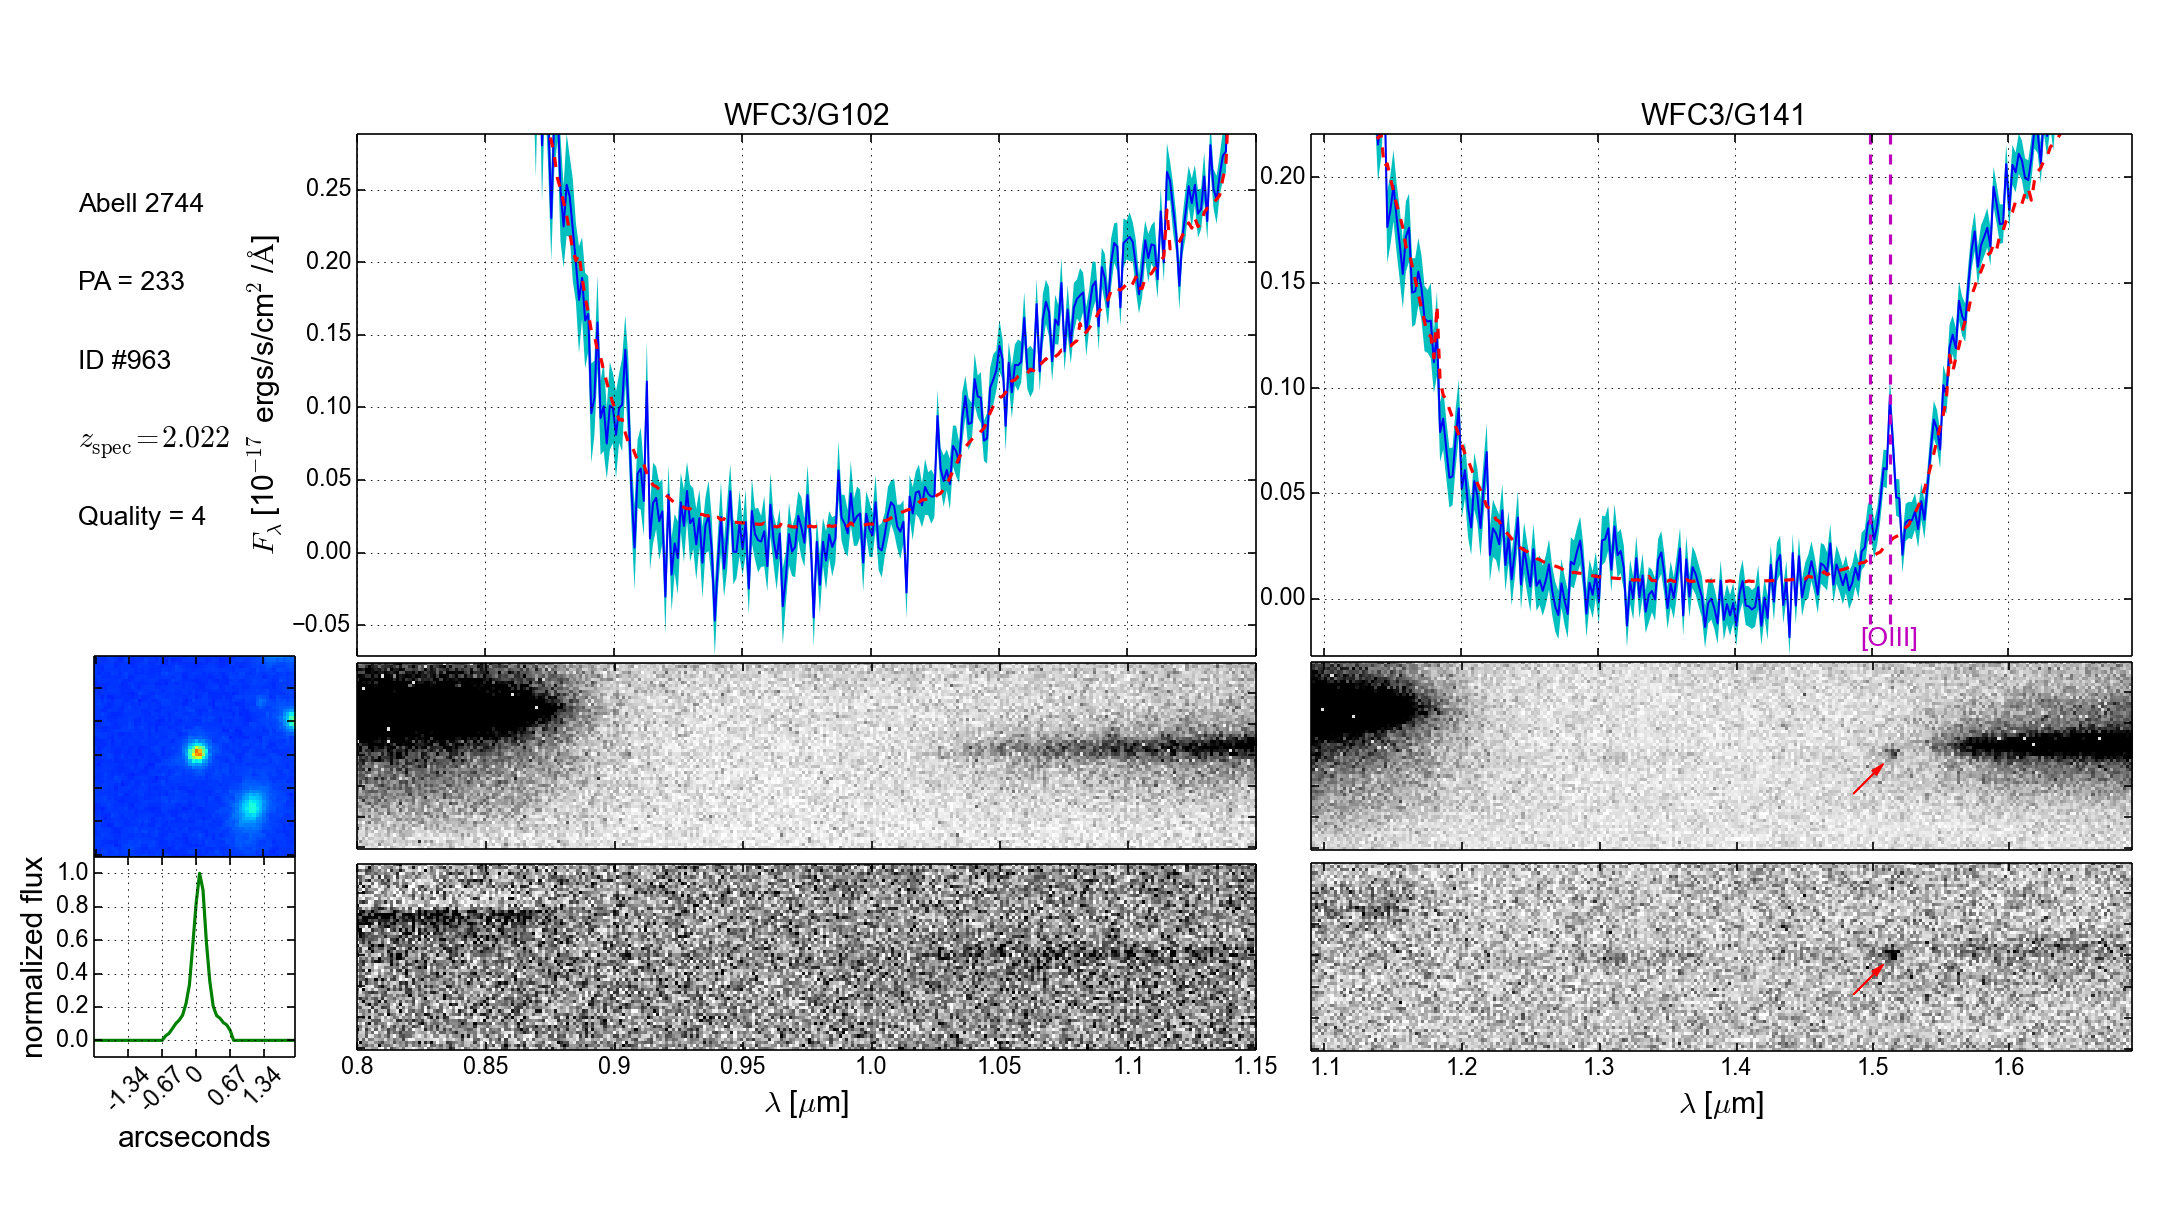 WFC3/G102
WFC3/G141
Abell 2744
PA = 233
ID #963
z_spec = 2.022
Quality = 4
F_λ [10^−17 ergs/s/cm^2 /Å]
0.25
0.20
0.15
0.10
0.05
0.00
−0.05
0.20
0.15
0.10
0.05
0.00
[OIII]
normalized flux
1.0
0.8
0.6
0.4
0.2
0.0
-1.34 -0.67 0 0.67 1.34
arcseconds
0.8 0.85 0.9 0.95 1.0 1.05 1.1 1.15
λ [μm]
1.1 1.2 1.3 1.4 1.5 1.6
λ [μm]